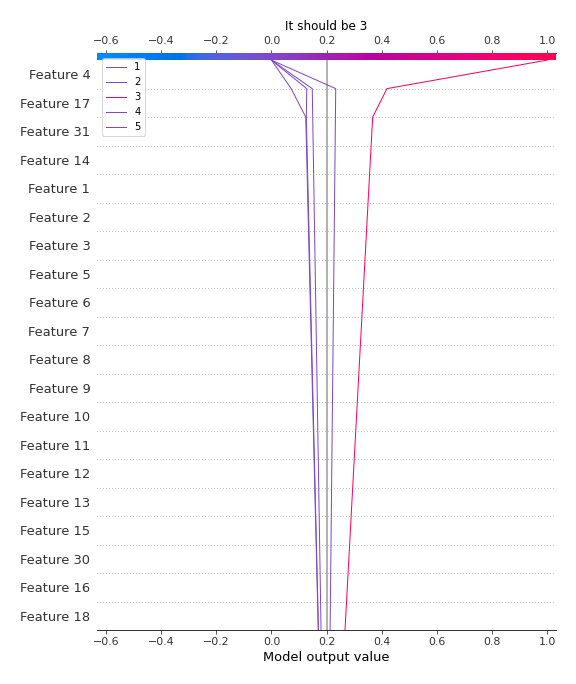 It should be 3
−0.6 −0.4 −0.2 0.0 0.2 0.4 0.6 0.8 1.0
1
2
3
4
5
Feature 4
Feature 17
Feature 31
Feature 14
Feature 1
Feature 2
Feature 3
Feature 5
Feature 6
Feature 7
Feature 8
Feature 9
Feature 10
Feature 11
Feature 12
Feature 13
Feature 15
Feature 30
Feature 16
Feature 18
−0.6 −0.4 −0.2 0.0 0.2 0.4 0.6 0.8 1.0
Model output value